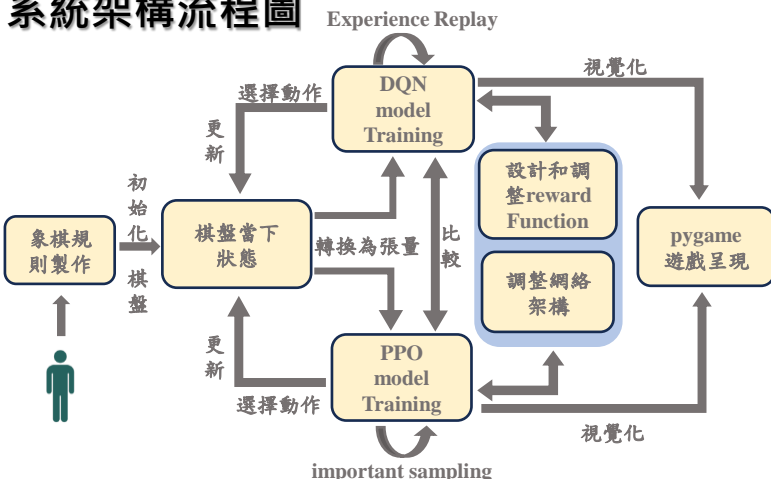 系統架構流程圖
Experience Replay
視覺化
DQN
model
Training
選擇動作
更
新
初
始
化
棋
盤
設計和調
整reward
Function
象棋規
則製作
棋盤當下
狀態
轉換為張量
比
較
pygame
遊戲呈現
調整網絡
架構
更
新
PPO
model
Training
選擇動作
視覺化
important sampling